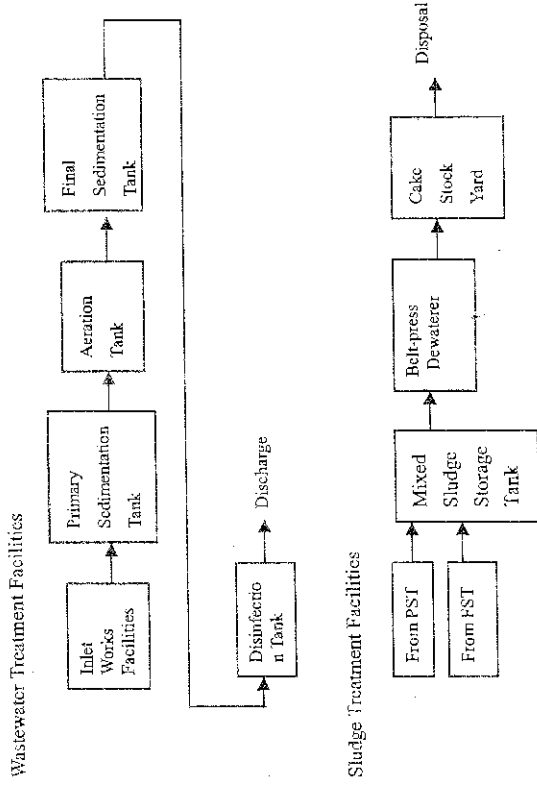 Wastewater Treatment Facilities
Inlet
Works
Facilities
Primary
Sedimentation
Tank
Aeration
Tank
Final
Sedimentation
Tank
Disinfectio
n Tank
Discharge
Sludge Treatment Facilities
From PST
From FST
Mixed
Sludge
Storage
Tank
Belt-press
Dewaterer
Cake
Stock
Yard
Disposal